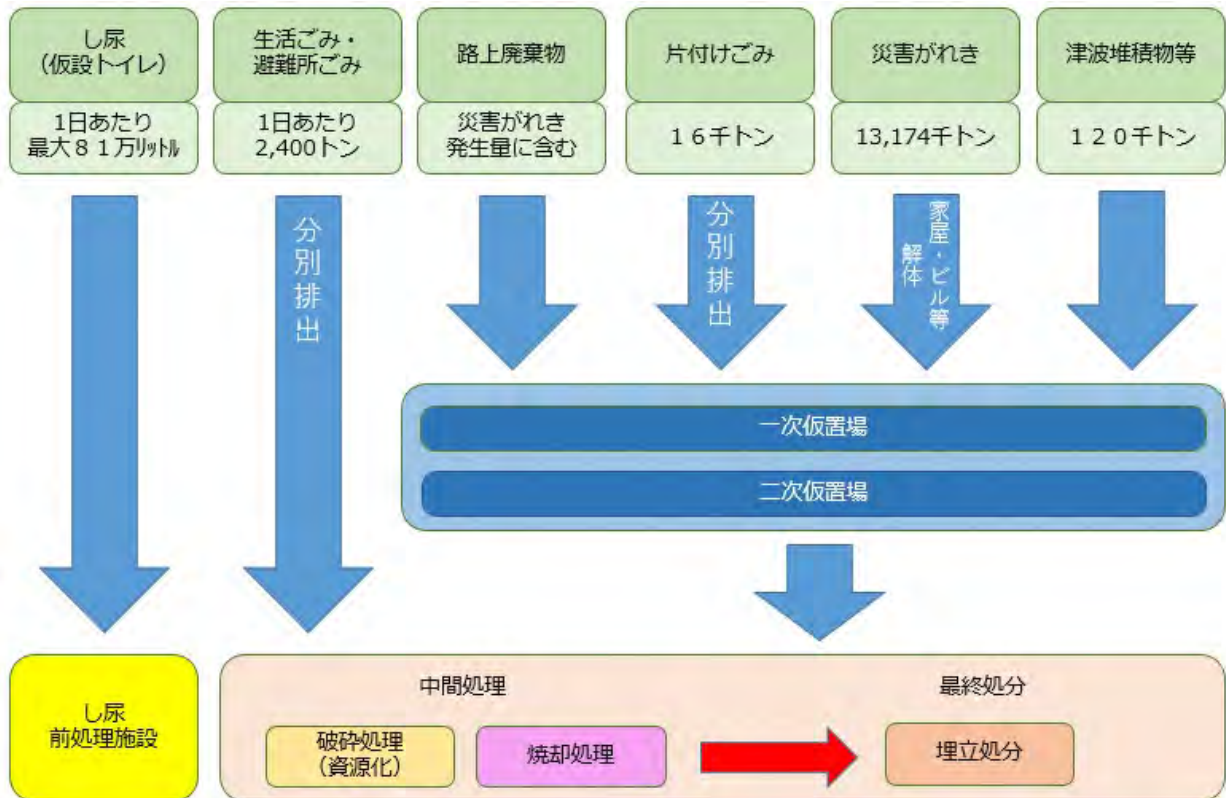 し尿
（仮設トイレ）
1日あたり
最大８１万ﾘｯﾄﾙ
生活ごみ・
避難所ごみ
1日あたり
2,400トン
路上廃棄物
災害がれき
発生量に含む
片付けごみ
１６千トン
災害がれき
13,174千トン
津波堆積物等
１２０千トン
分別排出
分別排出
家屋・ビル等
解体
一次仮置場
二次仮置場
し尿
前処理施設
中間処理
最終処分
破砕処理
（資源化）
焼却処理
埋立処分